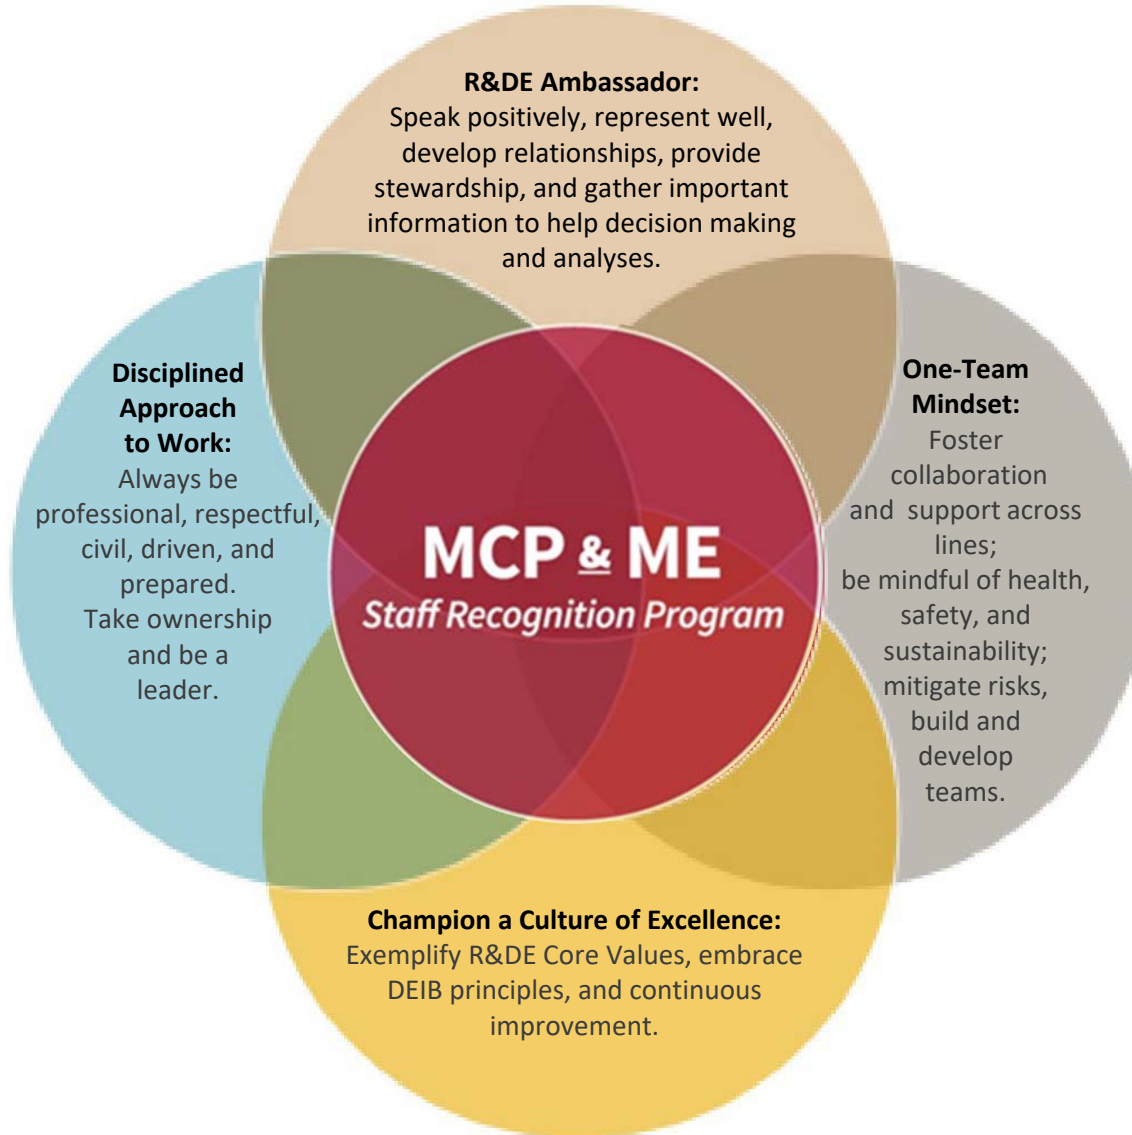 R&DE Ambassador:
Speak positively, represent well,
develop relationships, provide
stewardship, and gather important
information to help decision making
and analyses.
Disciplined
Approach
to Work:
Always be
professional, respectful,
civil, driven, and
prepared.
Take ownership
and be a
leader.
MCP & ME
Staff Recognition Program
One-Team
Mindset:
Foster
collaboration
and support across
lines;
be mindful of health,
safety, and
sustainability;
mitigate risks,
build and
develop
teams.
Champion a Culture of Excellence:
Exemplify R&DE Core Values, embrace
DEIB principles, and continuous
improvement.